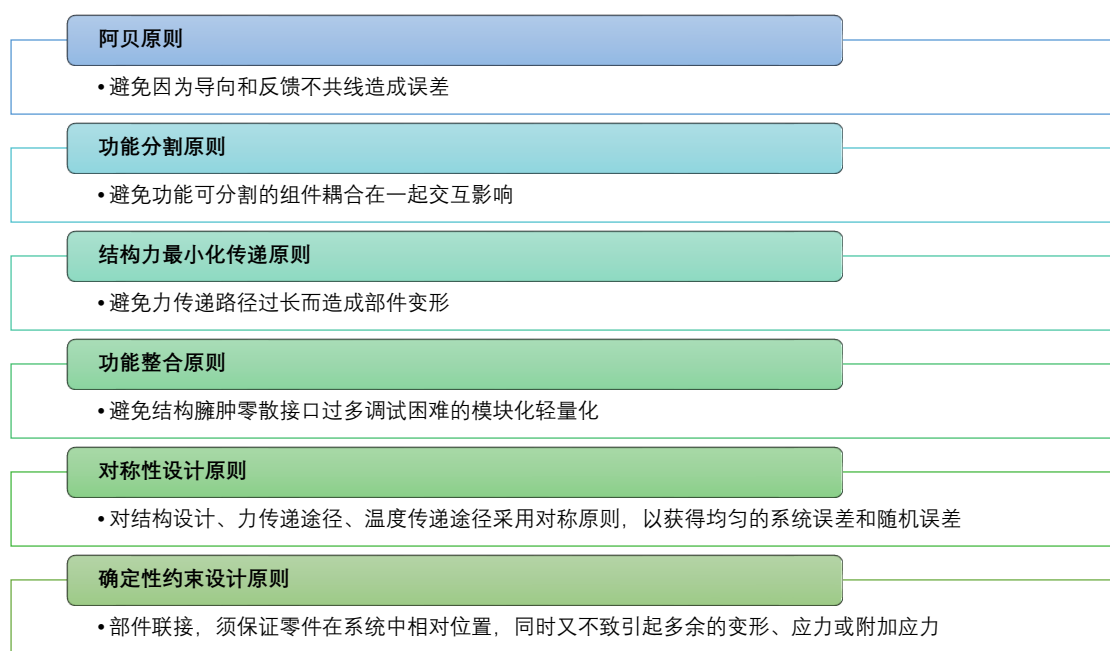 阿贝原则
•避免因为导向和反馈不共线造成误差
功能分割原则
•避免功能可分割的组件耦合在一起交互影响
结构力最小化传递原则
•避免力传递路径过长而造成部件变形
功能整合原则
•避免结构臃肿零散接口过多调试困难的模块化轻量化
对称性设计原则
•对结构设计、力传递途径、温度传递途径采用对称原则，以获得均匀的系统误差和随机误差
确定性约束设计原则
•部件联接，须保证零件在系统中相对位置，同时又不致引起多余的变形、应力或附加应力